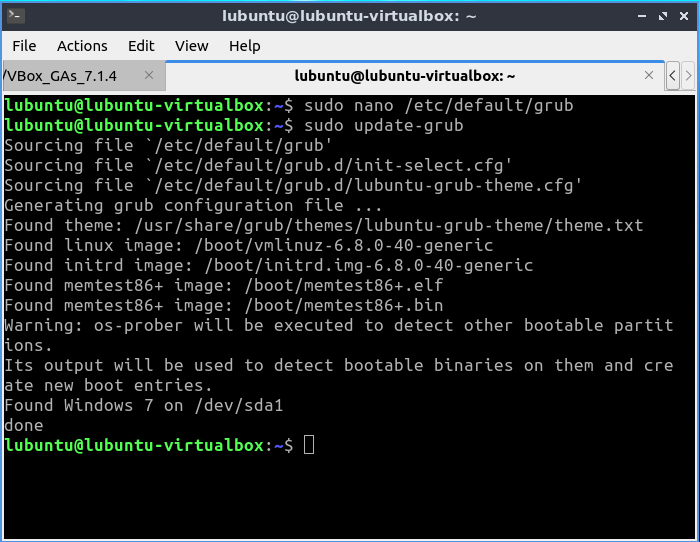 lubuntu@lubuntu-virtualbox: ~
File Actions Edit View Help
/VBox_GAs_7.1.4
lubuntu@lubuntu-virtualbox: ~
lubuntu@lubuntu-virtualbox:~$ sudo nano /etc/default/grub
lubuntu@lubuntu-virtualbox:~$ sudo update-grub
Sourcing file `/etc/default/grub'
Sourcing file `/etc/default/grub.d/init-select.cfg'
Sourcing file `/etc/default/grub.d/lubuntu-grub-theme.cfg'
Generating grub configuration file ...
Found theme: /usr/share/grub/themes/lubuntu-grub-theme/theme.txt
Found linux image: /boot/vmlinuz-6.8.0-40-generic
Found initrd image: /boot/initrd.img-6.8.0-40-generic
Found memtest86+ image: /boot/memtest86+.elf
Found memtest86+ image: /boot/memtest86+.bin
Warning: os-prober will be executed to detect other bootable partit
ions.
Its output will be used to detect bootable binaries on them and cre
ate new boot entries.
Found Windows 7 on /dev/sda1
done
lubuntu@lubuntu-virtualbox:~$